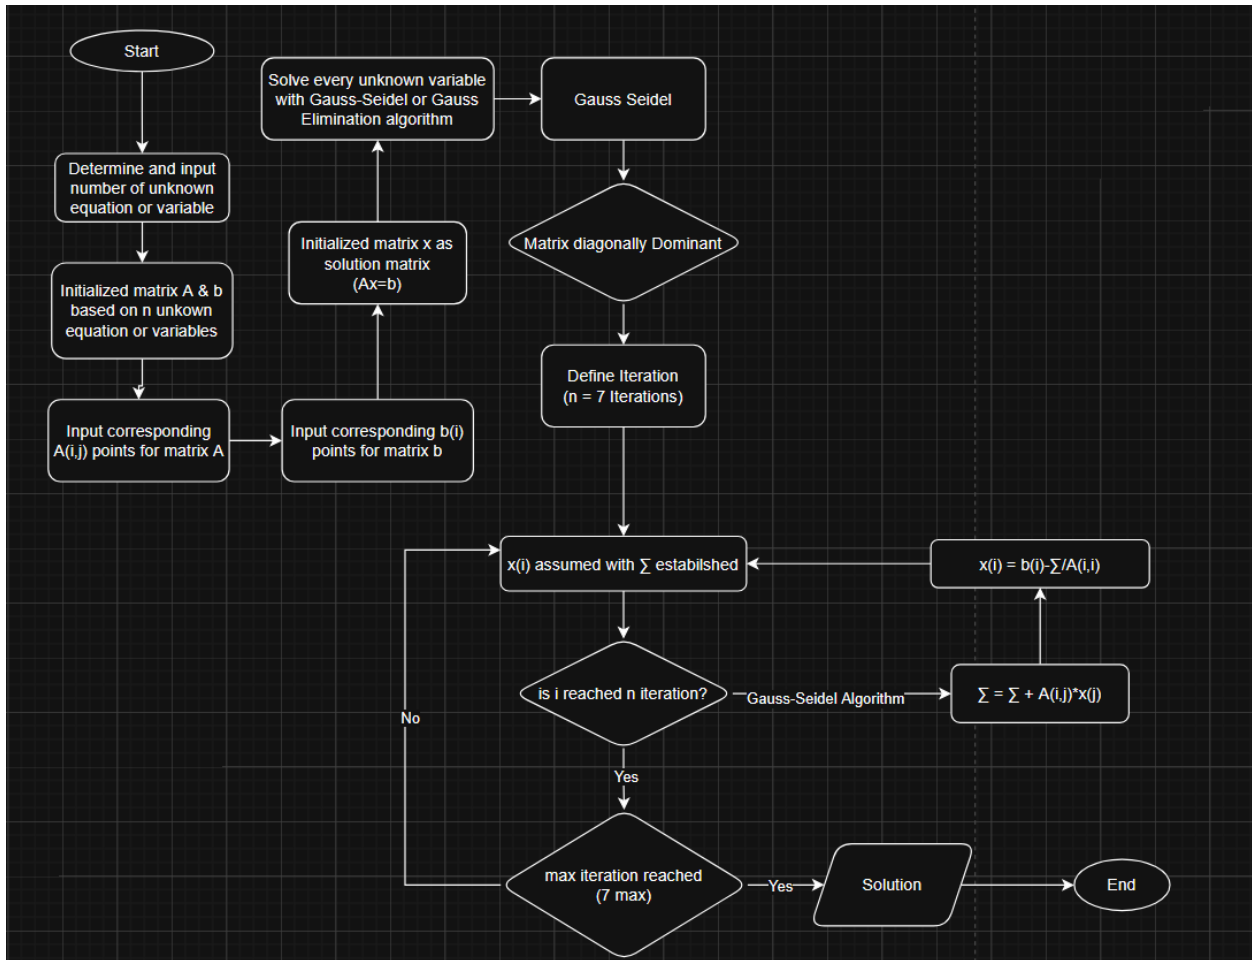 Start
Determine and input
number of unknown
equation or variable
Initialized matrix A & b
based on n unkown
equation or variables
Input corresponding
A(i,j) points for matrix A
Input corresponding b(i)
points for matrix b
Initialized matrix x as
solution matrix
(Ax=b)
Solve every unknown variable
with Gauss-Seidel or Gauss
Elimination algorithm
Gauss Seidel
Matrix diagonally Dominant
Define Iteration
(n = 7 Iterations)
x(i) assumed with ∑ estabilshed
is i reached n iteration?
Gauss-Seidel Algorithm
∑ = ∑ + A(i,j)*x(j)
x(i) = b(i)-∑/A(i,i)
Yes
max iteration reached
(7 max)
No
Yes
Solution
End